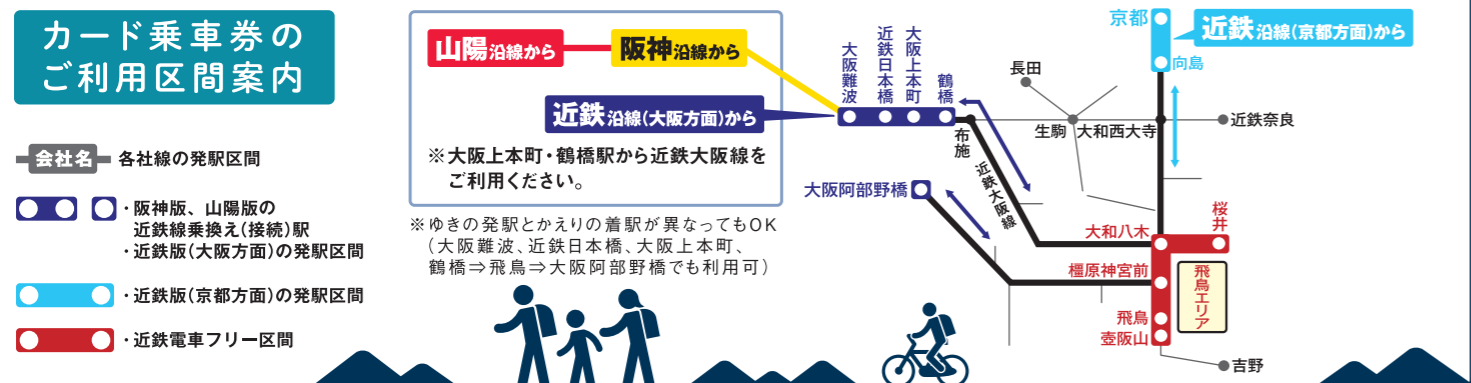 カード乗車券の
ご利用区間案内
会社名 各社線の発駅区間
・阪神版、山陽版の
近鉄線乗換え(接続)駅
・近鉄版(大阪方面)の発駅区間
・近鉄版(京都方面)の発駅区間
・近鉄電車フリー区間
山陽沿線から
阪神沿線から
近鉄沿線(大阪方面)から
※大阪上本町・鶴橋駅から近鉄大阪線を
ご利用ください。
※ゆきの発駅とかえりの着駅が異なってもOK
(大阪難波、近鉄日本橋、大阪上本町、
鶴橋⇒飛鳥⇒大阪阿部野橋でも利用可)
大阪難波
近鉄日本橋
大阪上本町
鶴橋
布施
近鉄大阪線
大阪阿部野橋
長田
生駒
大和西大寺
近鉄奈良
京都
向島
近鉄沿線(京都方面)から
大和八木
桜井
橿原神宮前
飛鳥エリア
飛鳥
壺阪山
吉野